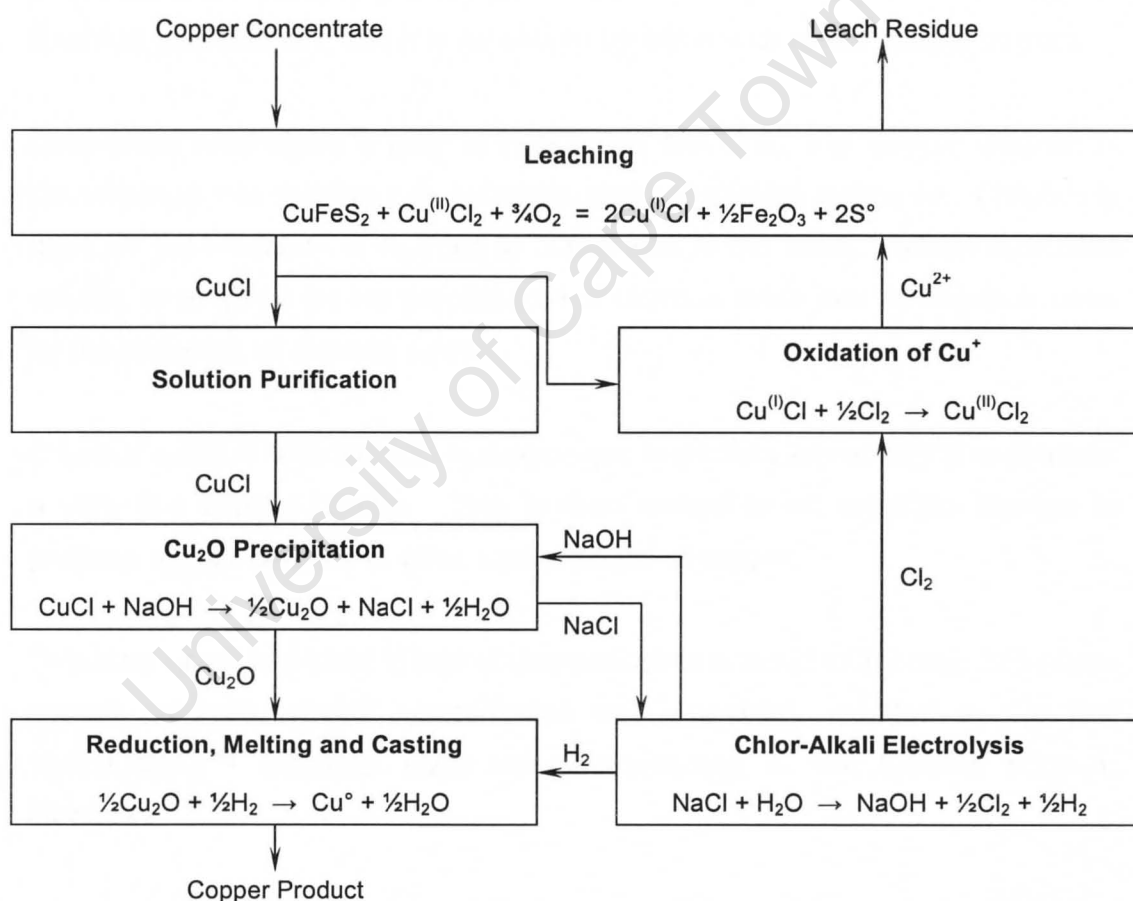 Copper Concentrate
Leach Residue
Leaching
CuFeS₂ + Cu⁽ᴵᴵ⁾Cl₂ + ¾O₂ = 2Cu⁽ᴵ⁾Cl + ½Fe₂O₃ + 2S°
CuCl
Cu²⁺
Solution Purification
Oxidation of Cu⁺
Cu⁽ᴵ⁾Cl + ½Cl₂ → Cu⁽ᴵᴵ⁾Cl₂
CuCl
Cu₂O Precipitation
CuCl + NaOH → ½Cu₂O + NaCl + ½H₂O
NaOH
NaCl
Cl₂
Cu₂O
Reduction, Melting and Casting
½Cu₂O + ½H₂ → Cu° + ½H₂O
H₂
Chlor-Alkali Electrolysis
NaCl + H₂O → NaOH + ½Cl₂ + ½H₂
Copper Product
University of Cape Town